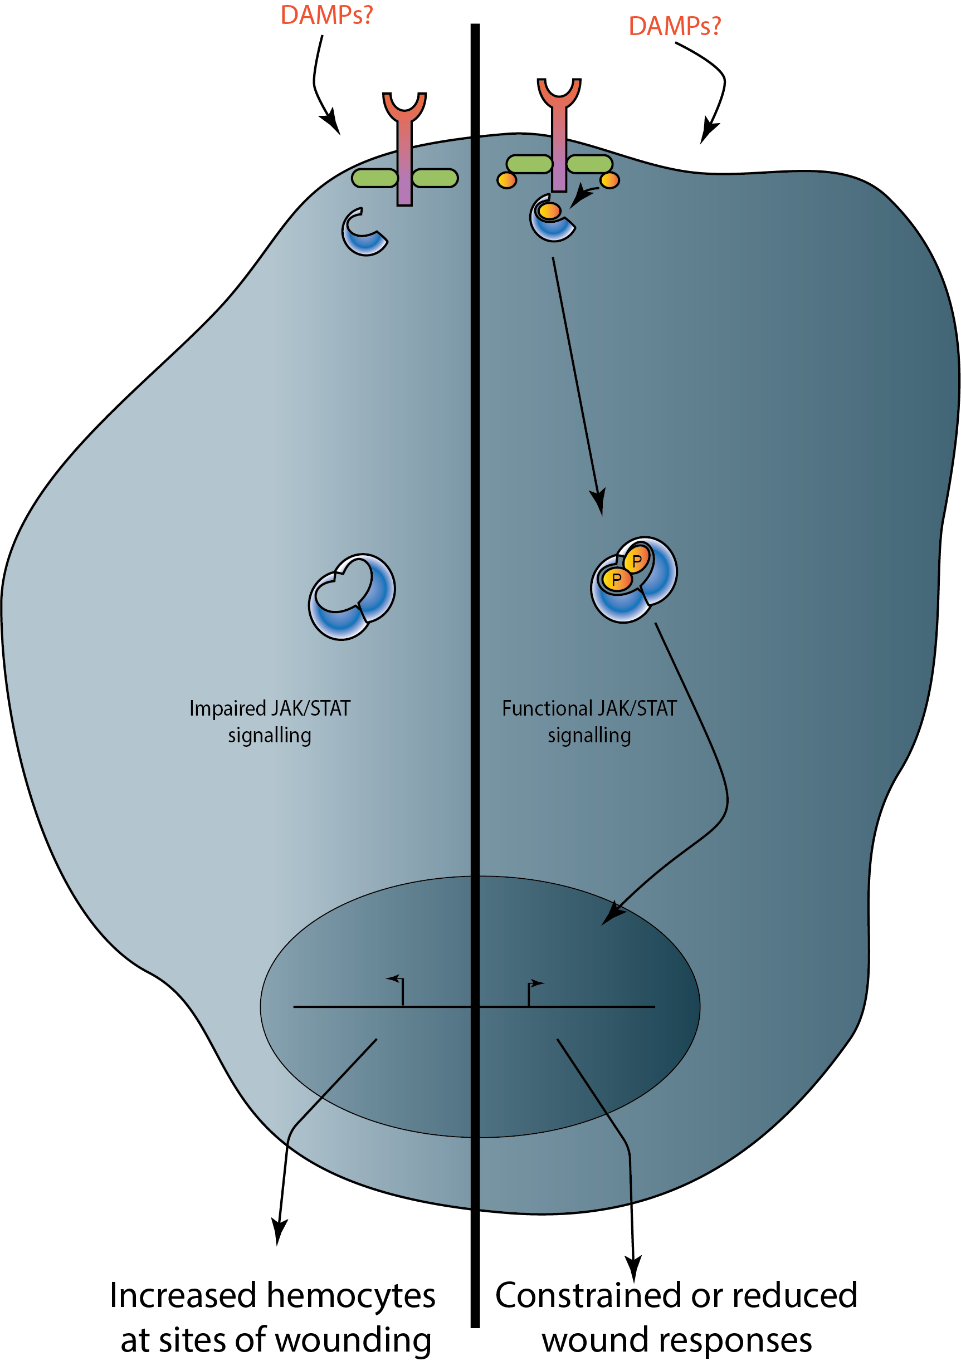 DAMPs?
DAMPs?
P
P
Impaired JAK/STAT
signalling
Functional JAK/STAT
signalling
Increased hemocytes
at sites of wounding
Constrained or reduced
wound responses